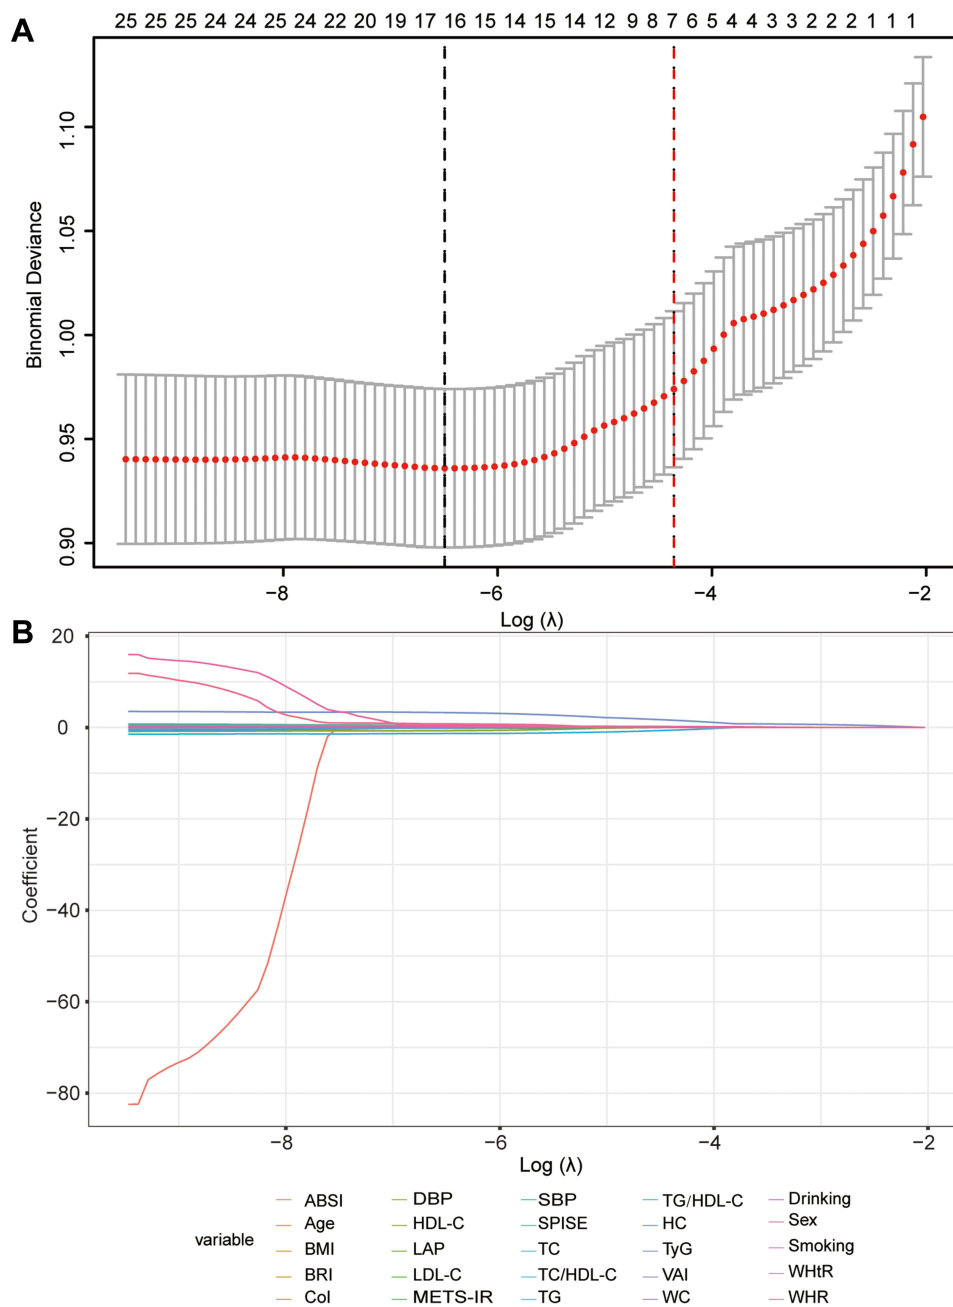 A
25 25 25 24 24 25 24 22 20 19 17 16 15 14 15 14 12 9 8 7 6 5 4 4 3 3 2 2 2 1 1 1
1.10
1.05
1.00
0.95
0.90
Binomial Deviance
−8 −6 −4 −2
Log (λ)
B
20
0
−20
−40
−60
−80
Coefficient
−8 −6 −4 −2
Log (λ)
variable
ABSI DBP SBP TG/HDL-C Drinking
Age HDL-C SPISE HC Sex
BMI LAP TC TyG Smoking
BRI LDL-C TC/HDL-C VAI WHtR
Col METS-IR TG WC WHR